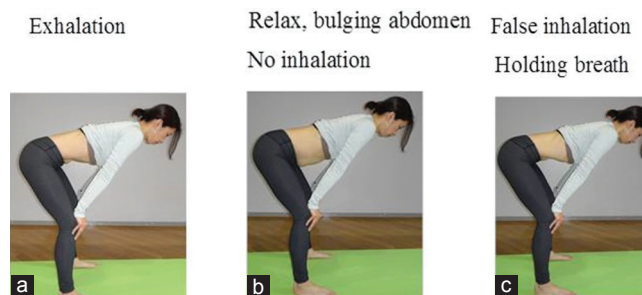 Exhalation
Relax, bulging abdomen
No inhalation
False inhalation
Holding breath
a
b
c